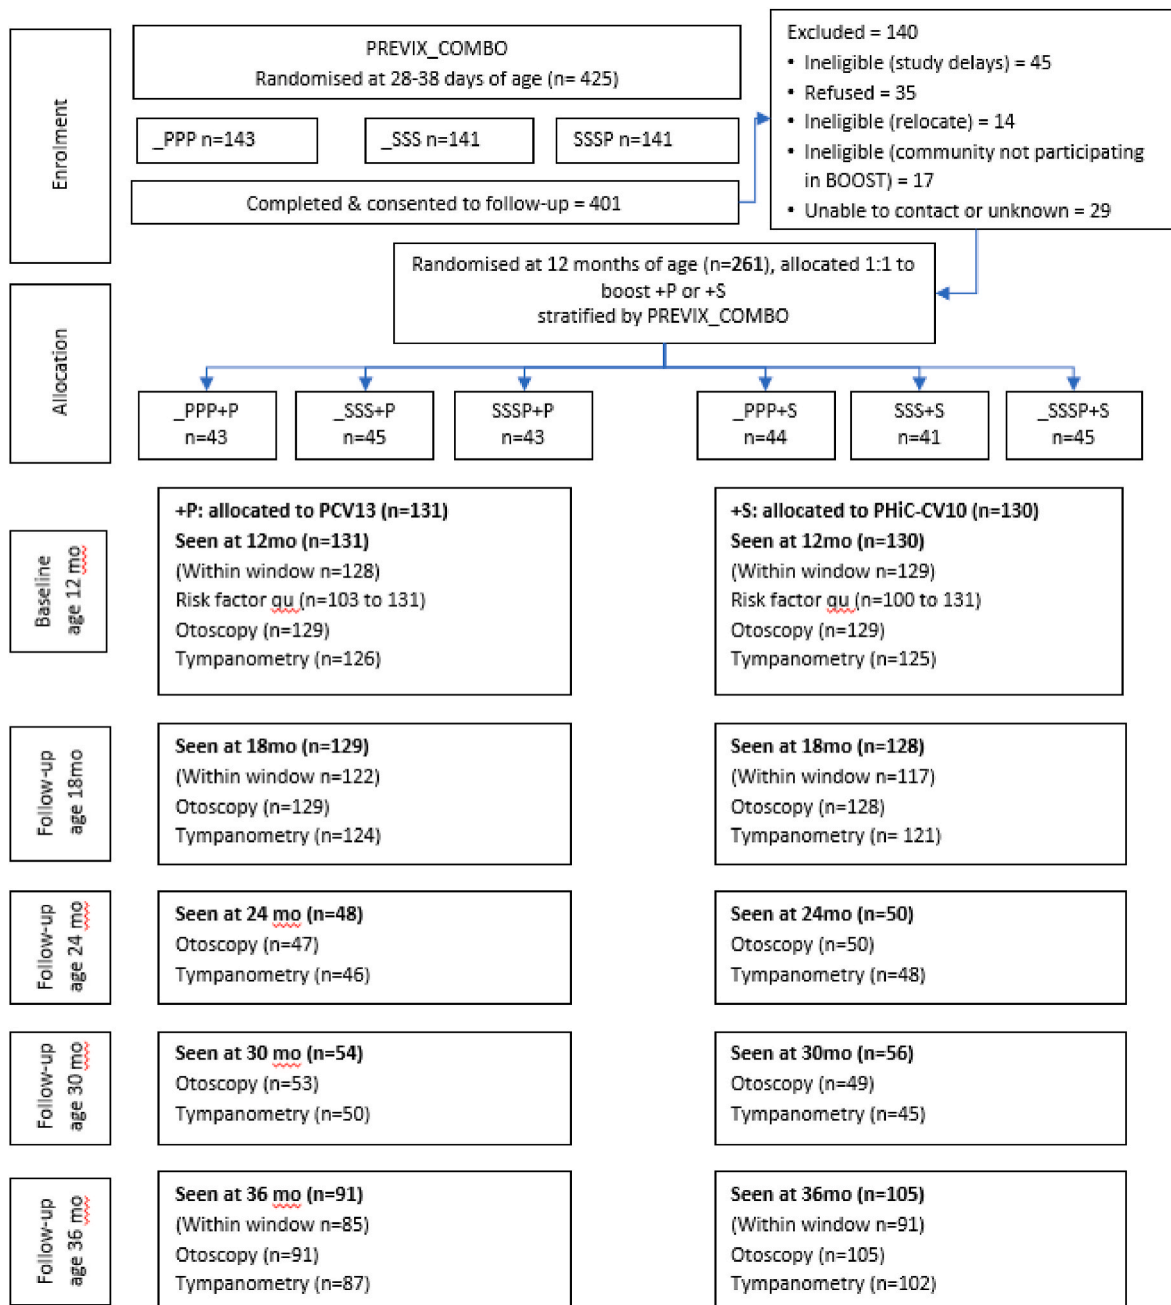 Enrolment
PREVIX_COMBO
Randomised at 28-38 days of age (n= 425)
_PPP n=143
_SSS n=141
SSSP n=141
Completed & consented to follow-up = 401
Excluded = 140
• Ineligible (study delays) = 45
• Refused = 35
• Ineligible (relocate) = 14
• Ineligible (community not participating
in BOOST) = 17
• Unable to contact or unknown = 29
Randomised at 12 months of age (n=261), allocated 1:1 to
boost +P or +S
stratified by PREVIX_COMBO
Allocation
_PPP+P
n=43
_SSS+P
n=45
SSSP+P
n=43
_PPP+S
n=44
SSS+S
n=41
_SSSP+S
n=45
Baseline
age 12 mo
+P: allocated to PCV13 (n=131)
Seen at 12mo (n=131)
(Within window n=128)
Risk factor qu (n=103 to 131)
Otoscopy (n=129)
Tympanometry (n=126)
+S: allocated to PHiC-CV10 (n=130)
Seen at 12mo (n=130)
(Within window n=129)
Risk factor qu (n=100 to 131)
Otoscopy (n=129)
Tympanometry (n=125)
Follow-up
age 18mo
Seen at 18mo (n=129)
(Within window n=122)
Otoscopy (n=129)
Tympanometry (n=124)
Seen at 18mo (n=128)
(Within window n=117)
Otoscopy (n=128)
Tympanometry (n= 121)
Follow-up
age 24 mo
Seen at 24 mo (n=48)
Otoscopy (n=47)
Tympanometry (n=46)
Seen at 24mo (n=50)
Otoscopy (n=50)
Tympanometry (n=48)
Follow-up
age 30 mo
Seen at 30 mo (n=54)
Otoscopy (n=53)
Tympanometry (n=50)
Seen at 30mo (n=56)
Otoscopy (n=49)
Tympanometry (n=45)
Follow-up
age 36 mo
Seen at 36 mo (n=91)
(Within window n=85)
Otoscopy (n=91)
Tympanometry (n=87)
Seen at 36mo (n=105)
(Within window n=91)
Otoscopy (n=105)
Tympanometry (n=102)